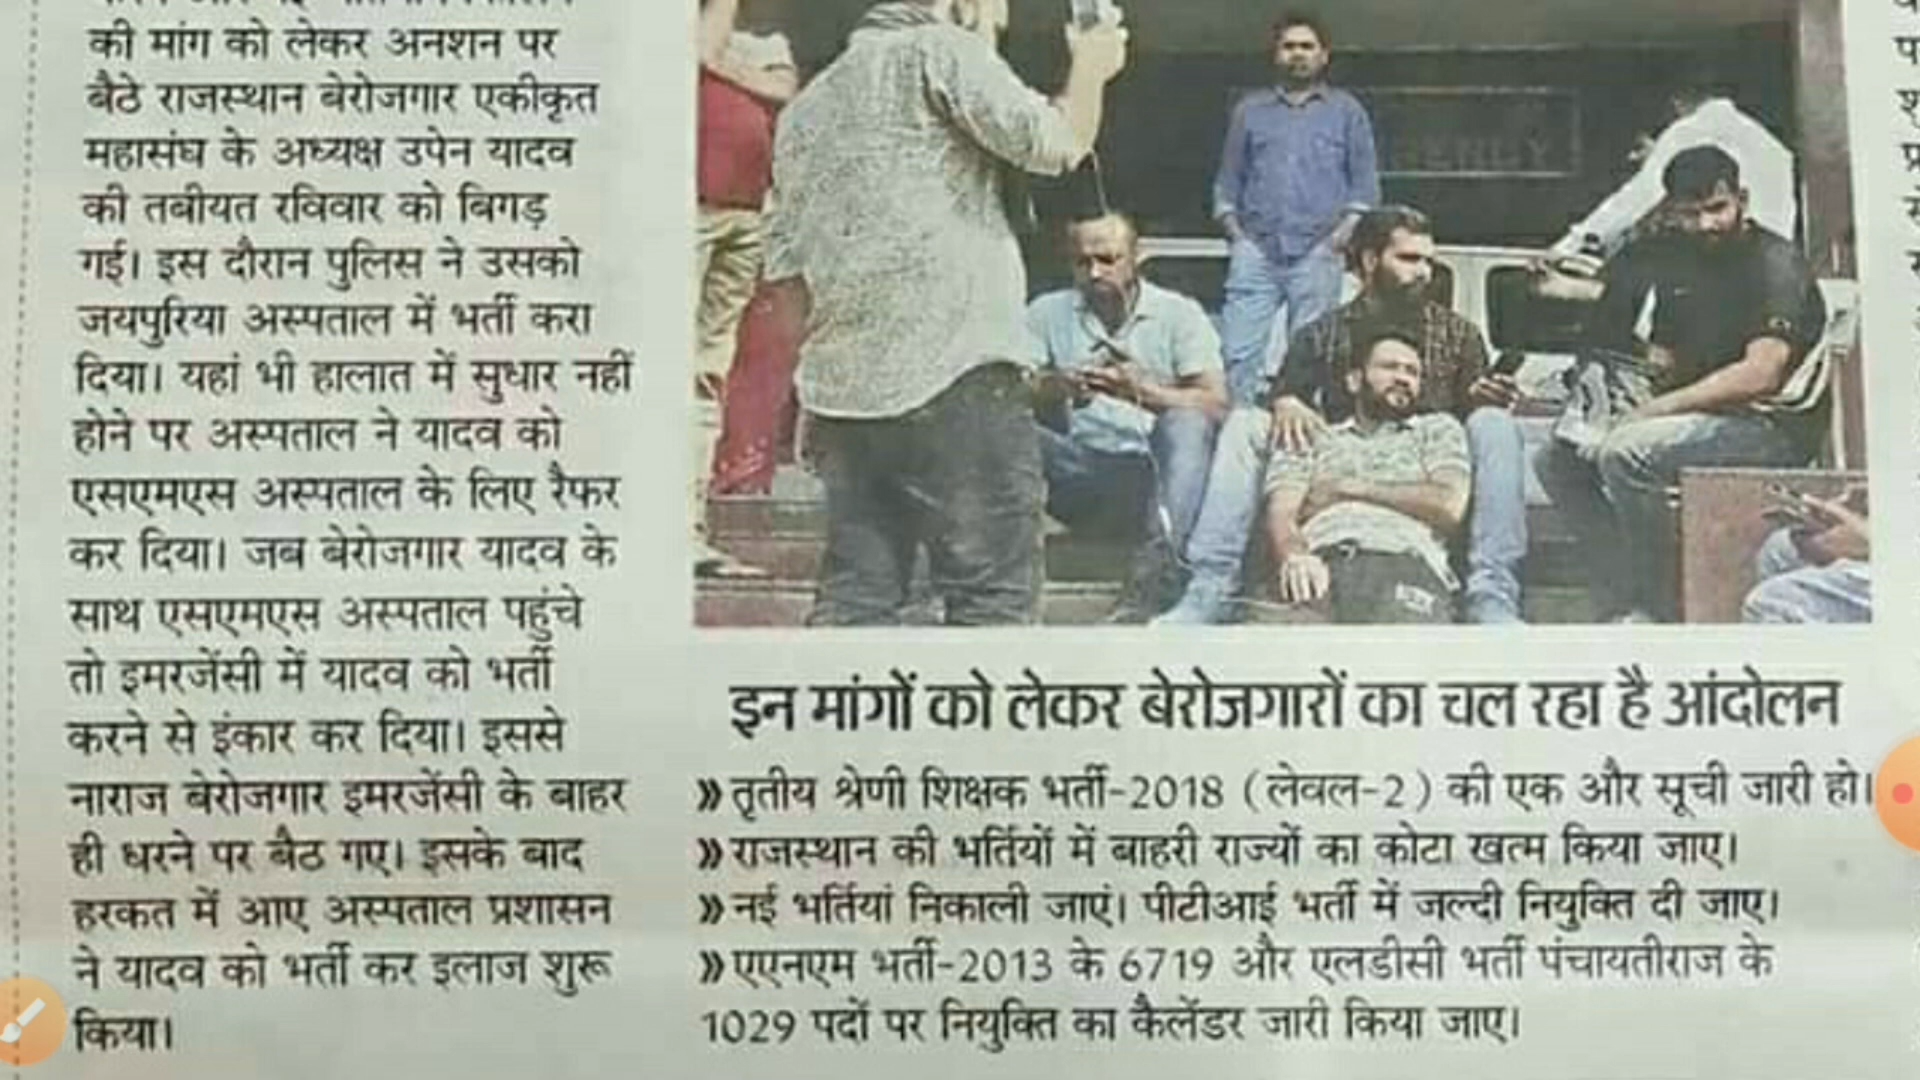 की मांग को लेकर अनशन पर
बैठे राजस्थान बेरोजगार एकीकृत
महासंघ के अध्यक्ष उपेन यादव
की तबीयत रविवार को बिगड़
गई। इस दौरान पुलिस ने उसको
जयपुरिया अस्पताल में भर्ती करा
दिया। यहां भी हालात में सुधार नहीं
होने पर अस्पताल ने यादव को
एसएमएस अस्पताल के लिए रैफर
कर दिया। जब बेरोजगार यादव के
साथ एसएमएस अस्पताल पहुंचे
तो इमरजेंसी में यादव को भर्ती
करने से इंकार कर दिया। इससे
नाराज बेरोजगार इमरजेंसी के बाहर
ही धरने पर बैठ गए। इसके बाद
हरकत में आए अस्पताल प्रशासन
ने यादव को भर्ती कर इलाज शुरू
किया।
इन मांगों को लेकर बेरोजगारों का चल रहा है आंदोलन
» तृतीय श्रेणी शिक्षक भर्ती-2018 (लेवल-2) की एक और सूची जारी हो।
» राजस्थान की भर्तियों में बाहरी राज्यों का कोटा खत्म किया जाए।
» नई भर्तियां निकाली जाएं। पीटीआई भर्ती में जल्दी नियुक्ति दी जाए।
» एएनएम भर्ती-2013 के 6719 और एलडीसी भर्ती पंचायतीराज के
1029 पदों पर नियुक्ति का कैलेंडर जारी किया जाए।